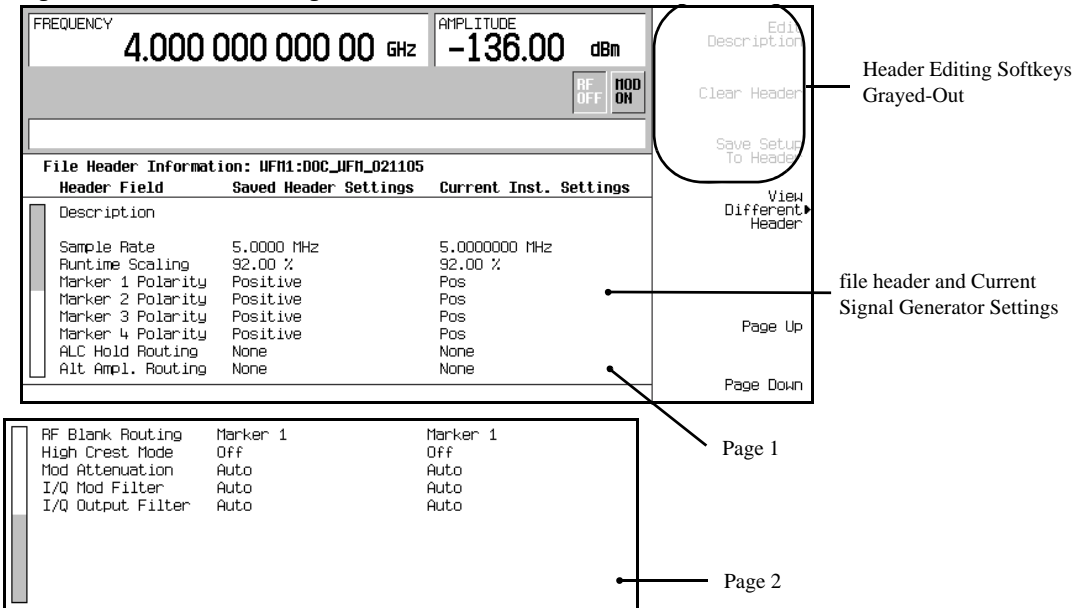 FREQUENCY
4.000 000 000 00 GHz
AMPLITUDE
-136.00 dBm
RF OFF
MOD ON
Edit Description
Clear Header
Save Setup To Header
View Different Header
Page Up
Page Down
Header Editing Softkeys
Grayed-Out
File Header Information: WFM1:DOC_WFM_021105
Header Field Saved Header Settings Current Inst. Settings
Description
Sample Rate 5.0000 MHz 5.0000000 MHz
Runtime Scaling 92.00 % 92.00 %
Marker 1 Polarity Positive Pos
Marker 2 Polarity Positive Pos
Marker 3 Polarity Positive Pos
Marker 4 Polarity Positive Pos
ALC Hold Routing None None
Alt Ampl. Routing None None
file header and Current
Signal Generator Settings
Page 1
RF Blank Routing Marker 1 Marker 1
High Crest Mode Off Off
Mod Attenuation Auto Auto
I/Q Mod Filter Auto Auto
I/Q Output Filter Auto Auto
Page 2